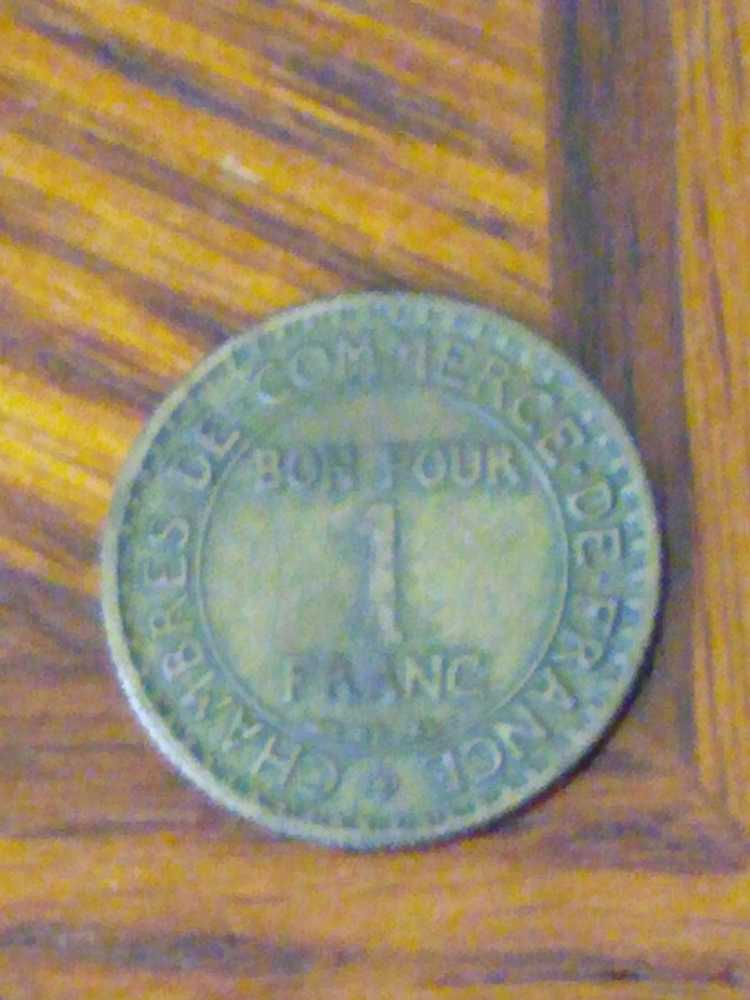 CHAMBRES DE COMMERCE DE FRANCE
BON POUR
1
FRANC